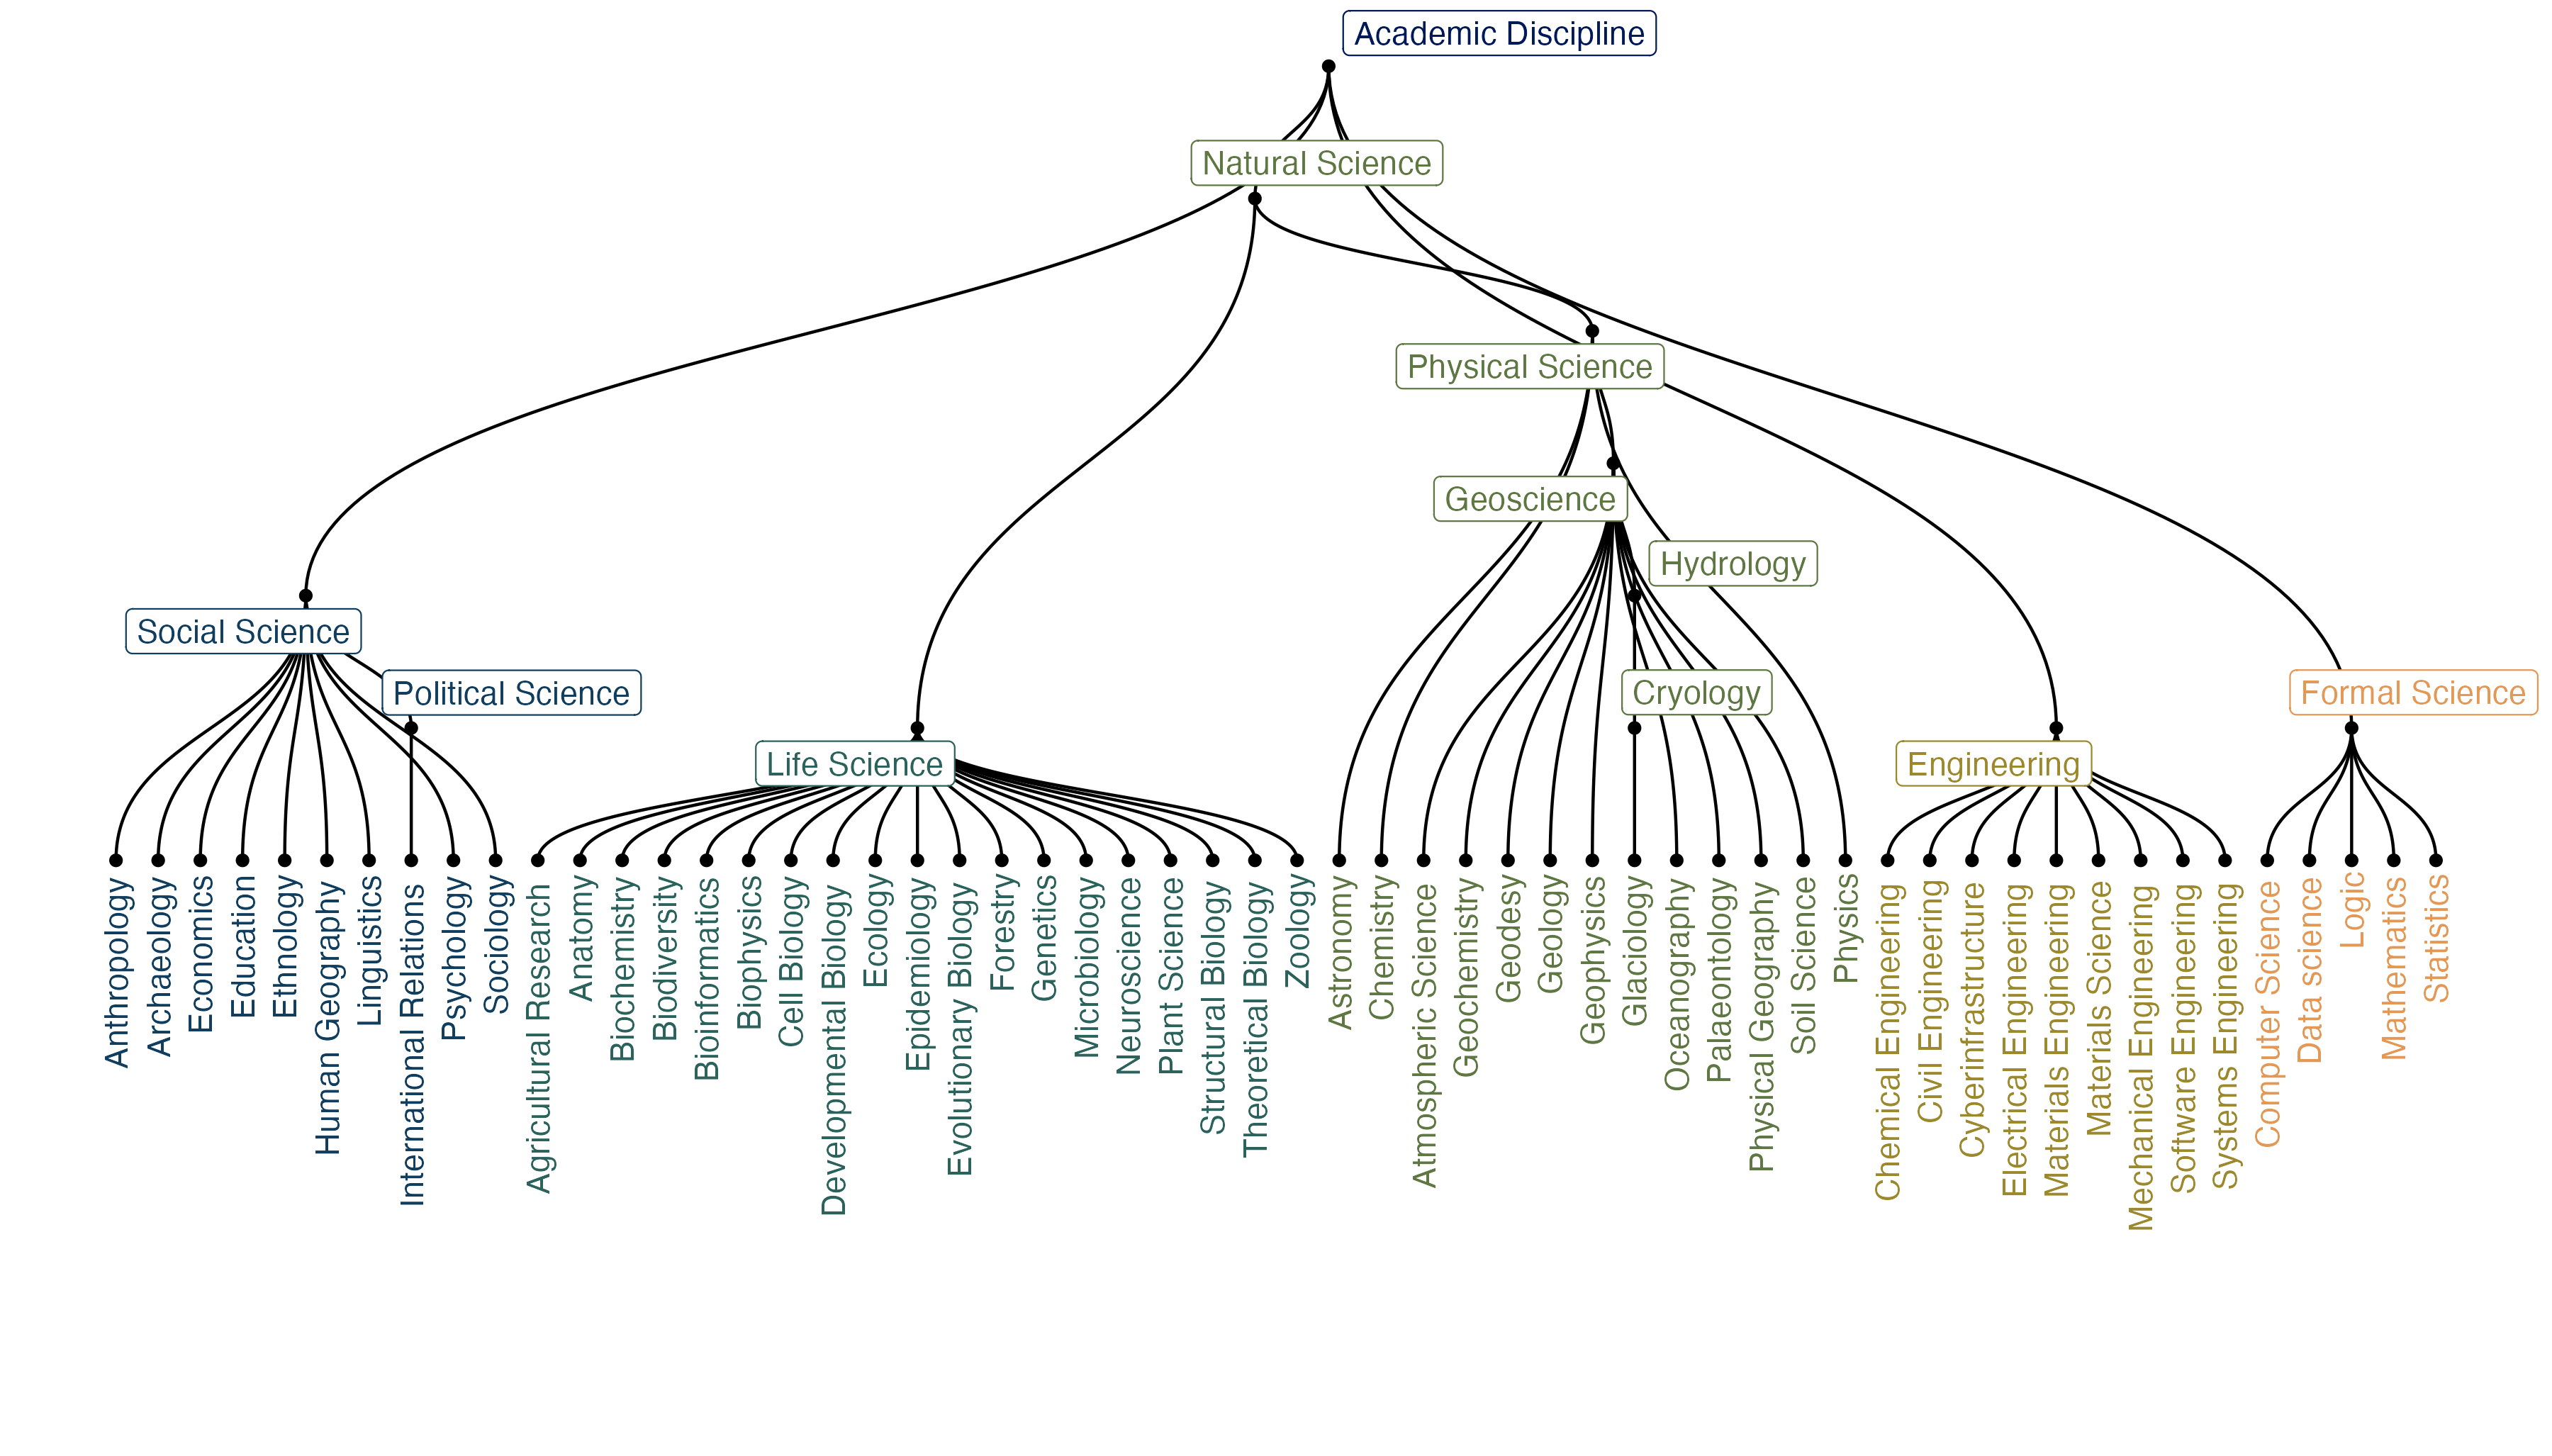 Academic Discipline
Natural Science
Physical Science
Geoscience
Hydrology
Social Science
Political Science
Cryology
Formal Science
Life Science
Engineering
Anthropology
Archaeology
Economics
Education
Ethnology
Human Geography
Linguistics
International Relations
Psychology
Sociology
Agricultural Research
Anatomy
Biochemistry
Biodiversity
Bioinformatics
Biophysics
Cell Biology
Developmental Biology
Ecology
Epidemiology
Evolutionary Biology
Forestry
Genetics
Microbiology
Neuroscience
Plant Science
Structural Biology
Theoretical Biology
Zoology
Astronomy
Chemistry
Atmospheric Science
Geochemistry
Geodesy
Geology
Geophysics
Glaciology
Oceanography
Palaeontology
Physical Geography
Soil Science
Physics
Chemical Engineering
Civil Engineering
Cyberinfrastructure
Electrical Engineering
Materials Engineering
Materials Science
Mechanical Engineering
Software Engineering
Systems Engineering
Computer Science
Data science
Logic
Mathematics
Statistics